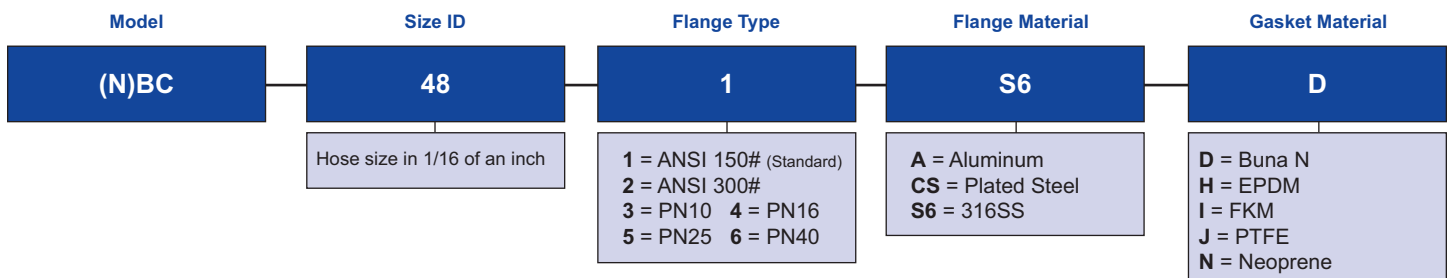 Model Size ID Flange Type Flange Material Gasket Material
(N)BC 48 1 S6 D
Hose size in 1/16 of an inch
1 = ANSI 150# (Standard)
2 = ANSI 300#
3 = PN10 4 = PN16
5 = PN25 6 = PN40
A = Aluminum
CS = Plated Steel
S6 = 316SS
D = Buna N
H = EPDM
I = FKM
J = PTFE
N = Neoprene